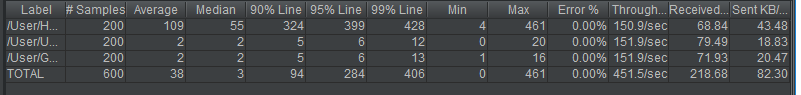 Label # Samples Average Median 90% Line 95% Line 99% Line Min Max Error % Through... Received... Sent KB/...
/User/H... 200 109 55 324 399 428 4 461 0.00% 150.9/sec 68.84 43.48
/User/U... 200 2 2 5 6 12 0 20 0.00% 151.9/sec 79.49 18.83
/User/G... 200 2 2 5 6 13 1 16 0.00% 151.9/sec 71.93 20.47
TOTAL 600 38 3 94 284 406 0 461 0.00% 451.5/sec 218.68 82.30